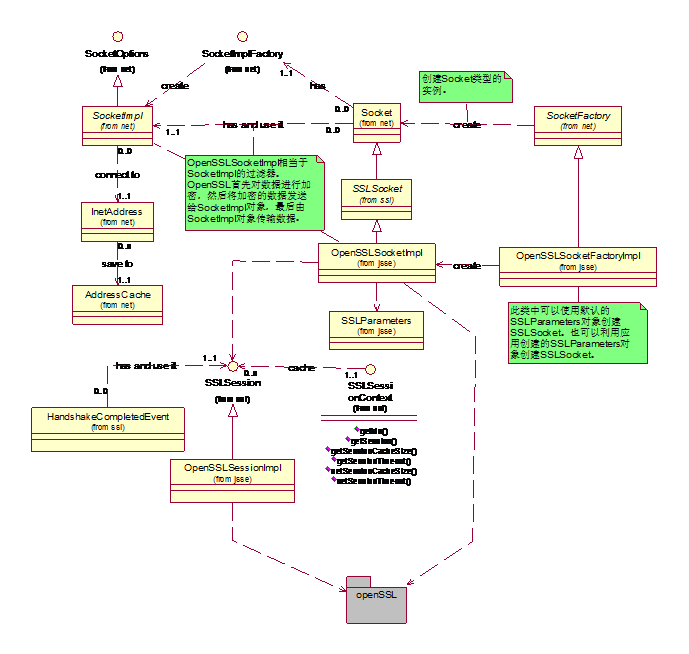 SocketOptions
(from net)
SocketImplFactory
(from net)
1..1
create
has
0..0
创建Socket类型的
实例。
SocketImpl
(from net)
0..0
1..1
has and use it
0..0
Socket
(from net)
create
SocketFactory
(from net)
connect to
1..1
OpenSSLSocketImpl相当于
SocketImpl的过滤器。
OpenSSL首先对数据进行加
密，然后将加密的数据发送
给SocketImpl对象，最后由
SocketImpl对象传输数据。
SSLSocket
(from ssl)
InetAddress
(from net)
0..n
save to
1..1
OpenSSLSocketImpl
(from jsse)
create
OpenSSLSocketFactoryImpl
(from jsse)
AddressCache
(from net)
SSLParameters
(from jsse)
此类中可以使用默认的
SSLParameters对象创建
SSLSocket。也可以利用应
用创建的SSLParameters对
象创建SSLSocket。
has and use it
1..1
0..0
0..n
cache
1..1
SSLSession
(from net)
SSLSessi
onContext
(from net)
HandshakeCompletedEvent
(from ssl)
getIds()
getSession()
getSessionCacheSize()
getSessionTimeout()
setSessionCacheSize()
setSessionTimeout()
OpenSSLSessionImpl
(from jsse)
openSSL